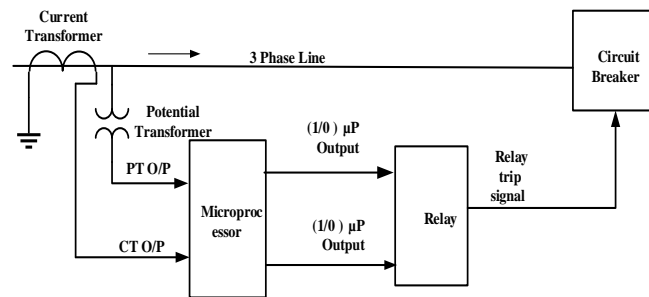 Current
Transformer
3 Phase Line
Circuit
Breaker
Potential
Transformer
(1/0 ) µP
Output
PT O/P
Relay
trip
signal
Microproc
essor
Relay
(1/0 ) µP
Output
CT O/P